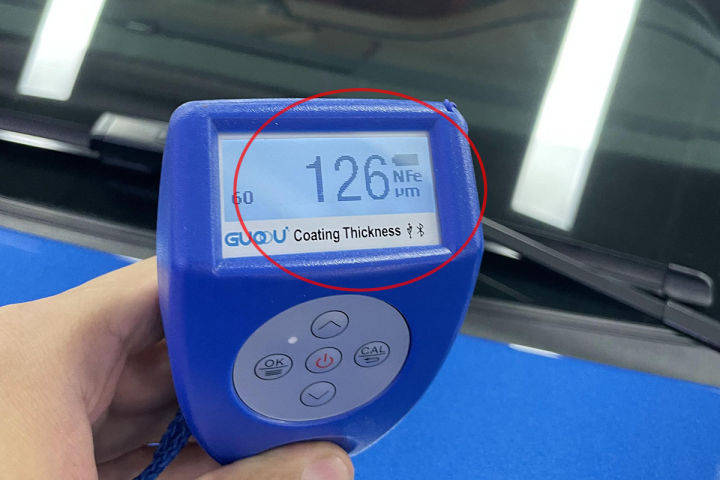 126
NFe
μm
60
GUOOU Coating Thickness
OK
CAL